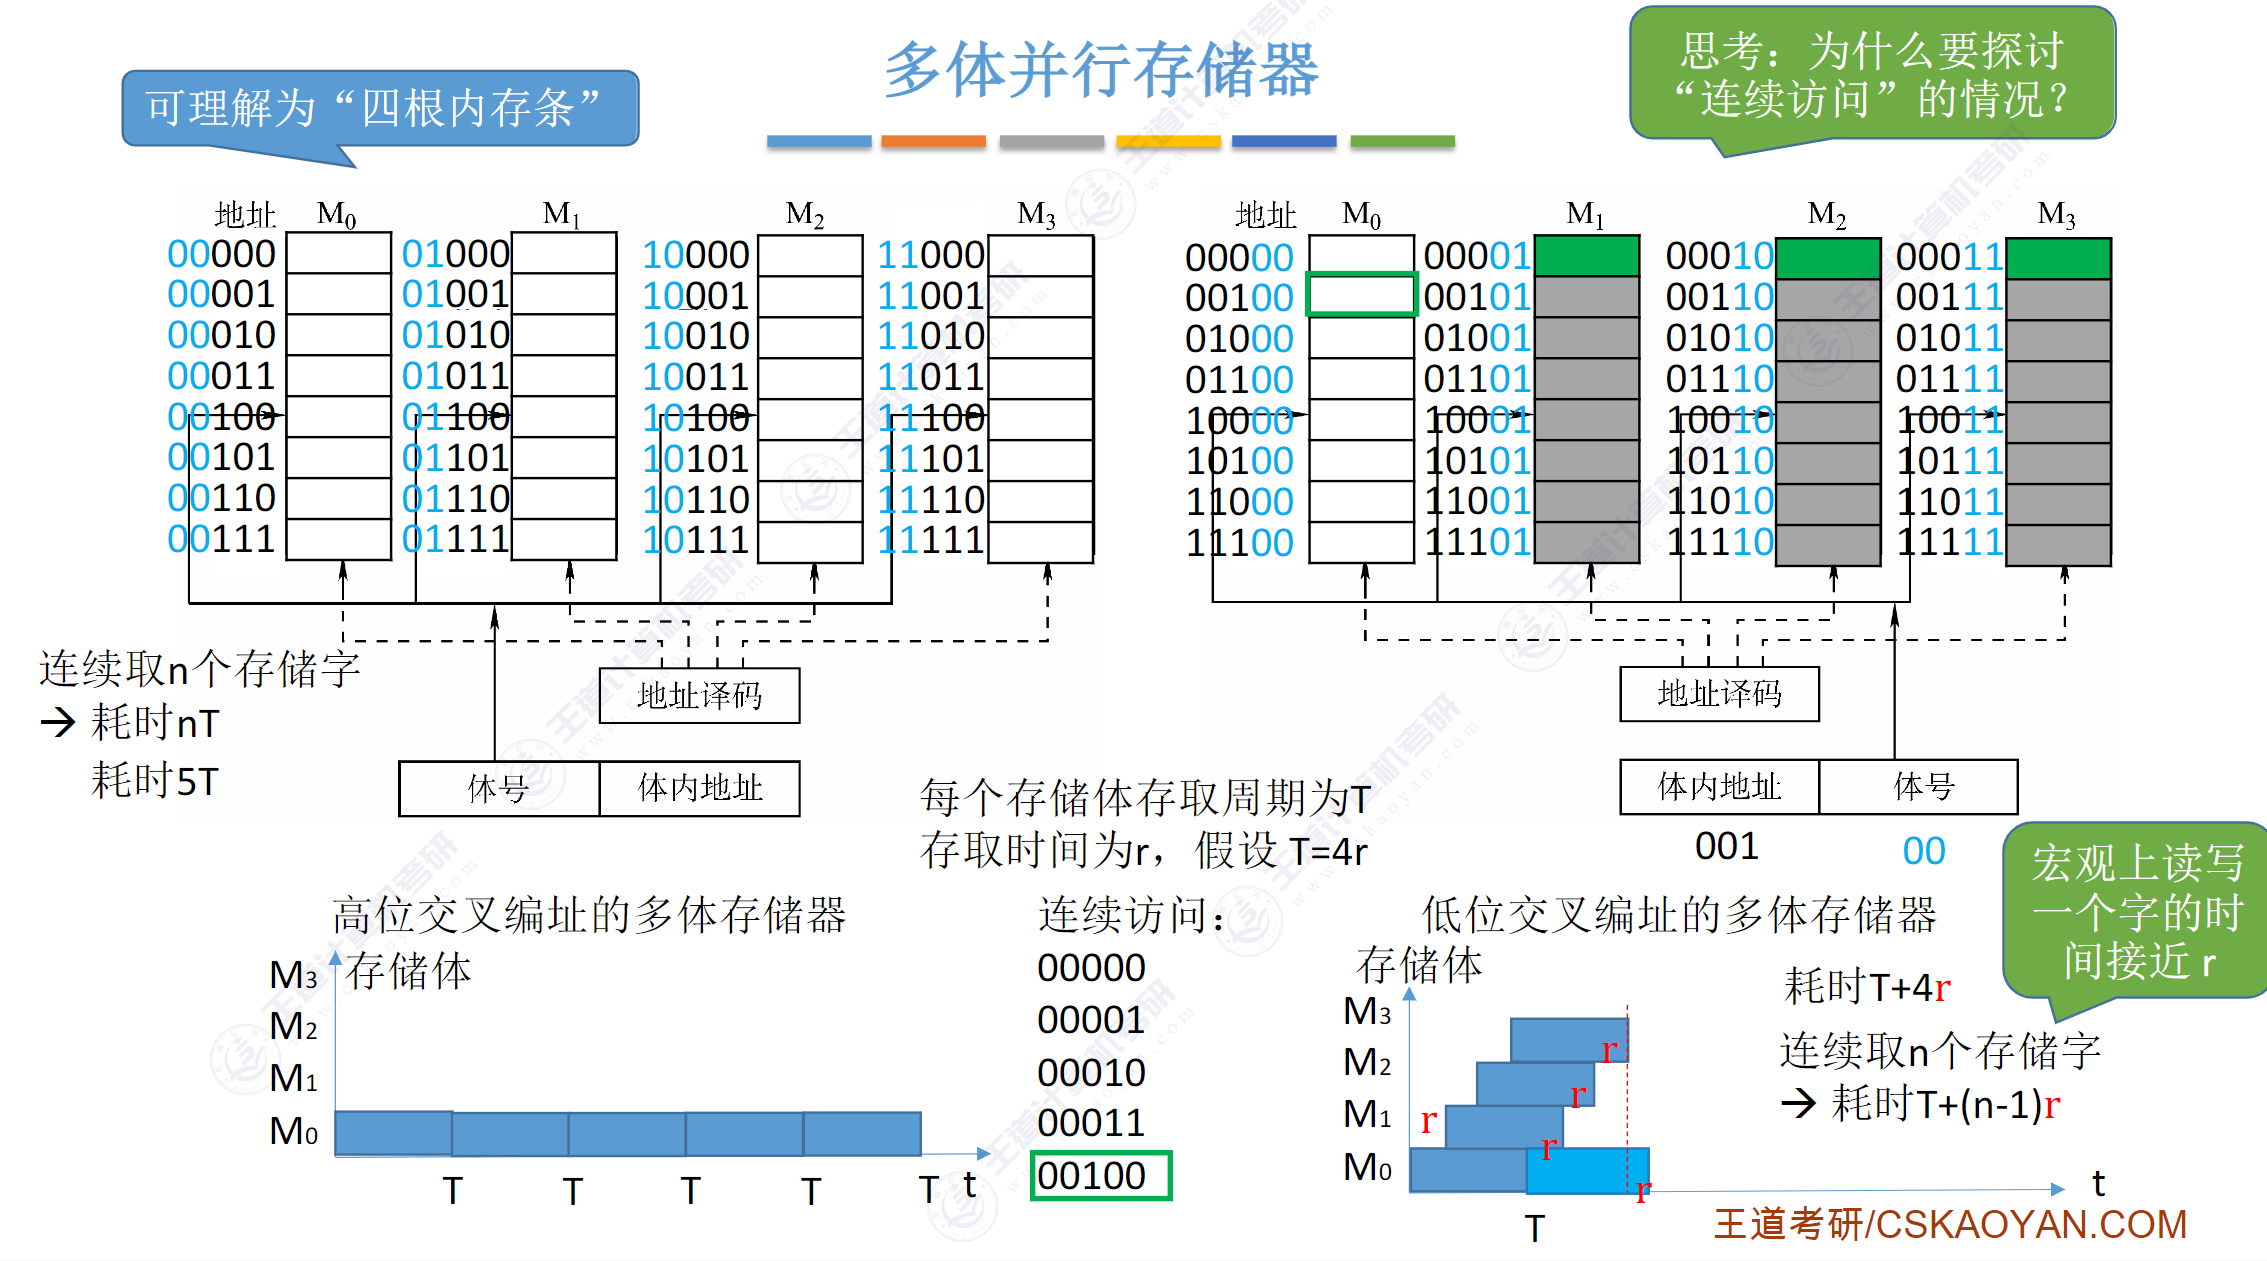 多体并行存储器
可理解为“四根内存条”
思考：为什么要探讨
“连续访问”的情况？
地址 M0 M1 M2 M3
00000 01000 10000 11000
00001 01001 10001 11001
00010 01010 10010 11010
00011 01011 10011 11011
00100 01100 10100 11100
00101 01101 10101 11101
00110 01110 10110 11110
00111 01111 10111 11111
地址译码
体号 体内地址
连续取n个存储字
→ 耗时nT
耗时5T
地址 M0 M1 M2 M3
00000 00001 00010 00011
00100 00101 00110 00111
01000 01001 01010 01011
01100 01101 01110 01111
10000 10001 10010 10011
10100 10101 10110 10111
11000 11001 11010 11011
11100 11101 11110 11111
地址译码
体内地址 体号
001 00
每个存储体存取周期为T
存取时间为r，假设 T=4r
高位交叉编址的多体存储器
存储体
M3
M2
M1
M0
T T T T T t
连续访问：
00000
00001
00010
00011
00100
低位交叉编址的多体存储器
存储体
M3
M2
M1
M0
r
r
r
r
r
T
t
耗时T+4r
连续取n个存储字
→ 耗时T+(n-1)r
宏观上读写
一个字的时
间接近 r
王道考研/CSKAOYAN.COM
王道计算机考研
www.cskaoyan.com